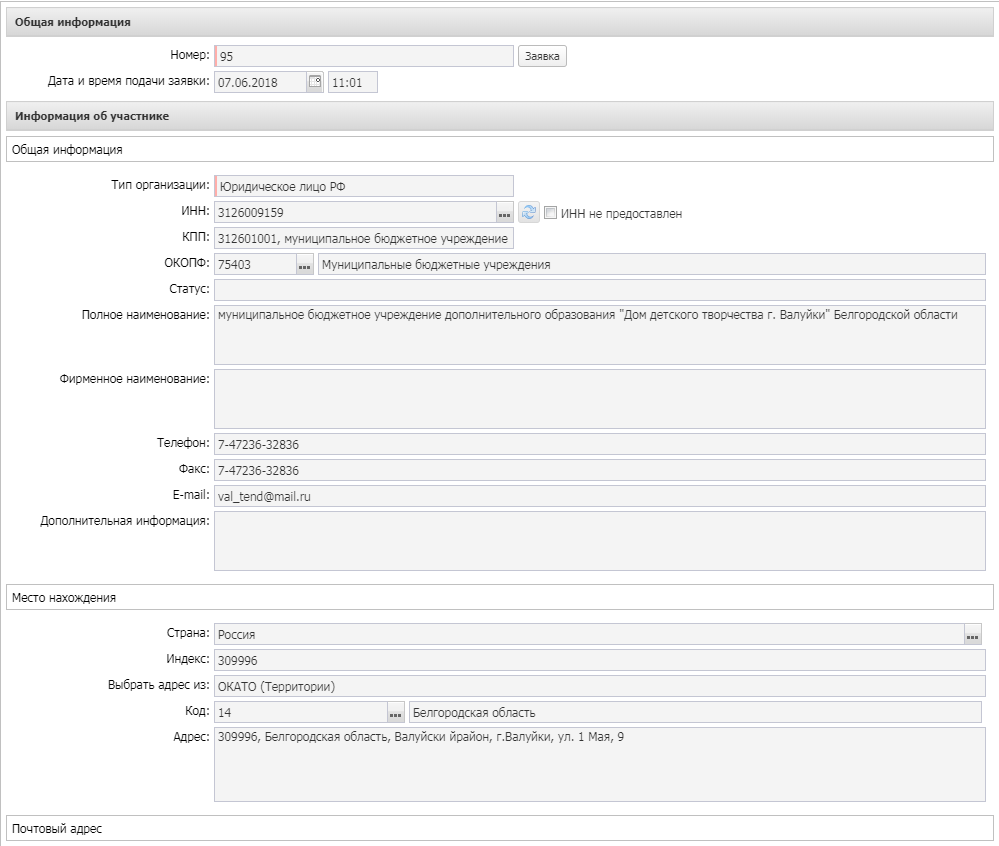 Общая информация
Номер: 95 Заявка
Дата и время подачи заявки: 07.06.2018 11:01
Информация об участнике
Общая информация
Тип организации: Юридическое лицо РФ
ИНН: 3126009159 ... ИНН не предоставлен
КПП: 312601001, муниципальное бюджетное учреждение
ОКОПФ: 75403 ... Муниципальные бюджетные учреждения
Статус:
Полное наименование: муниципальное бюджетное учреждение дополнительного образования "Дом детского творчества г. Валуйки" Белгородской области
Фирменное наименование:
Телефон: 7-47236-32836
Факс: 7-47236-32836
E-mail: val_tend@mail.ru
Дополнительная информация:
Место нахождения
Страна: Россия ...
Индекс: 309996
Выбрать адрес из: ОКАТО (Территории)
Код: 14 ... Белгородская область
Адрес: 309996, Белгородская область, Валуйски йрайон, г.Валуйки, ул. 1 Мая, 9
Почтовый адрес